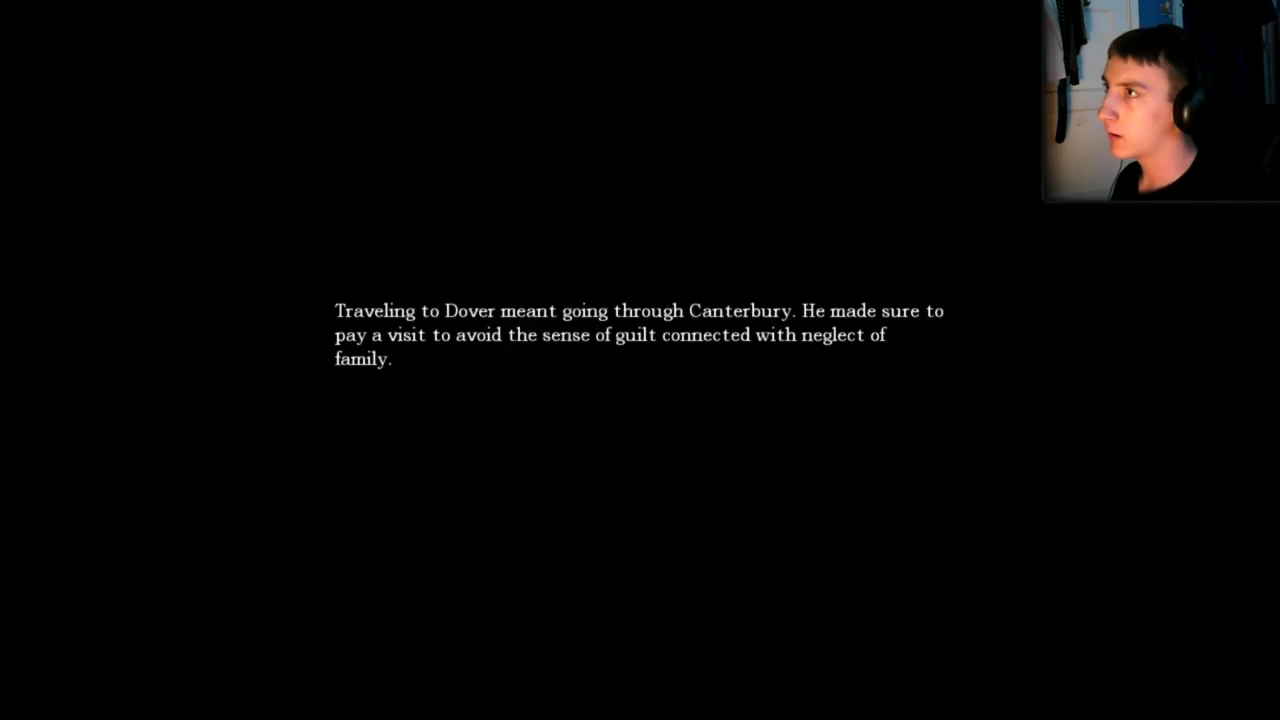 Traveling to Dover meant going through Canterbury. He made sure to
pay a visit to avoid the sense of guilt connected with neglect of
family.